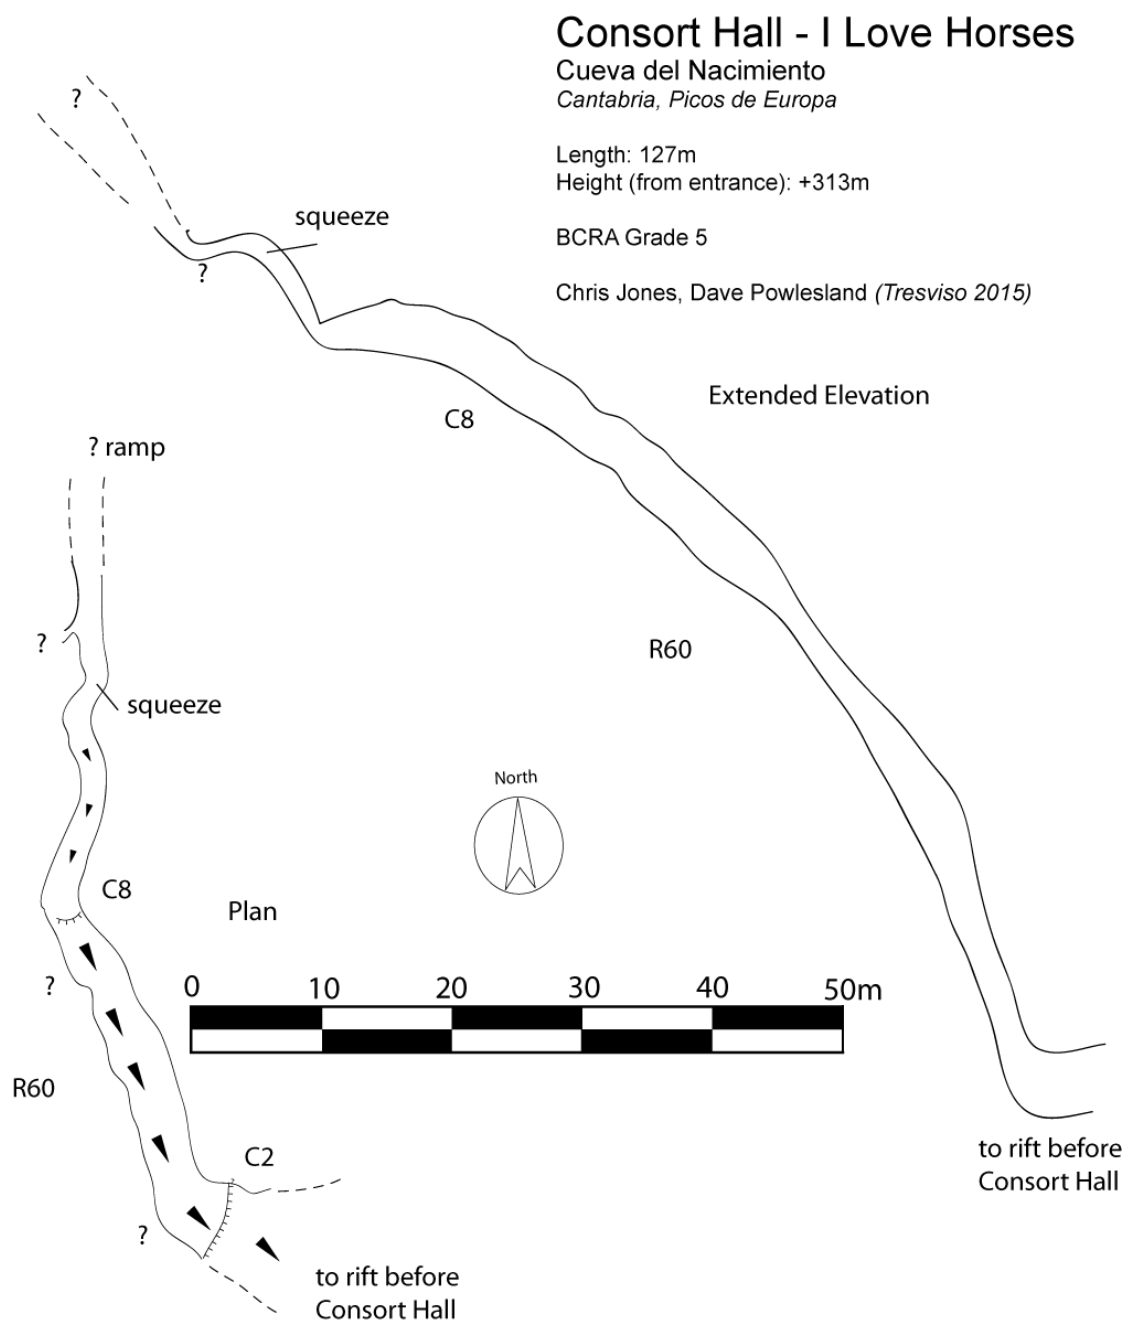 Consort Hall - I Love Horses
Cueva del Nacimiento
Cantabria, Picos de Europa
Length: 127m
Height (from entrance): +313m
BCRA Grade 5
Chris Jones, Dave Powlesland (Tresviso 2015)
?
squeeze
?
Extended Elevation
C8
? ramp
?
R60
squeeze
North
C8
Plan
?
0 10 20 30 40 50m
R60
C2
to rift before
Consort Hall
?
to rift before
Consort Hall